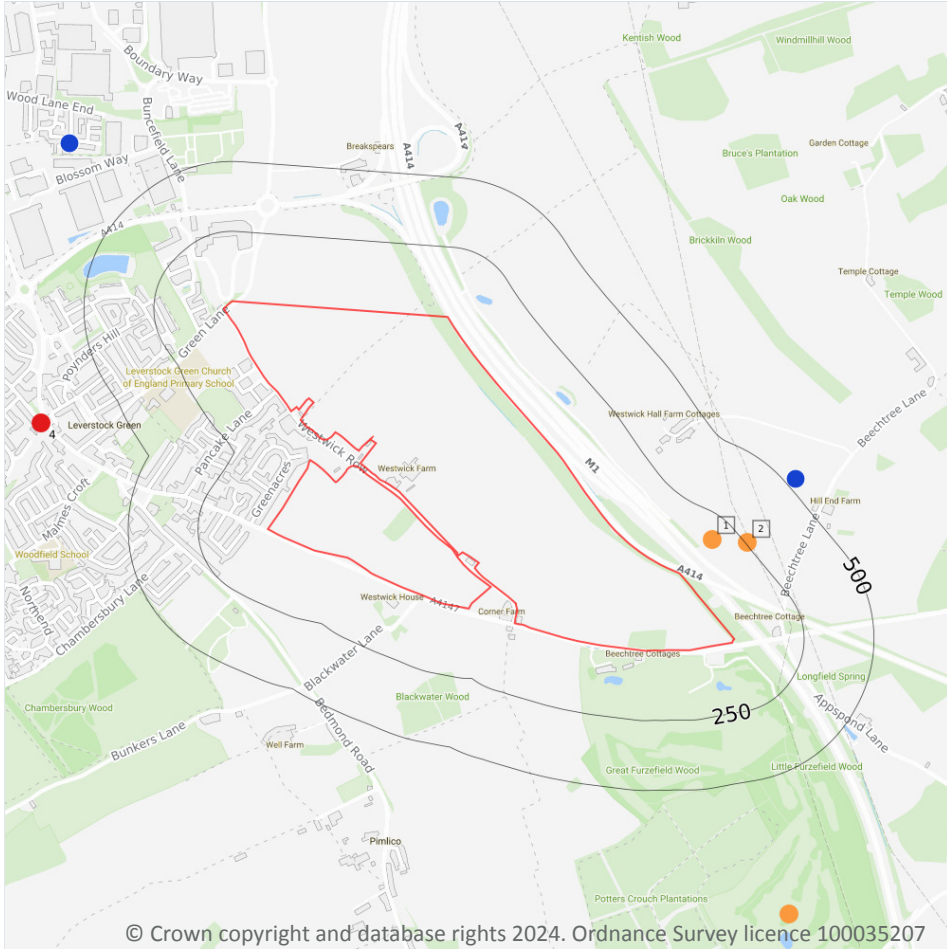 Kentish Wood
Windmillhill Wood
Boundary Way
Wood Lane End
Buncefield Lane
A414
A414
Garden Cottage
Breakspears
Bruce's Plantation
Blossom Way
Oak Wood
A414
Brickkiln Wood
Temple Cottage
Temple Wood
Green Lane
Poynders Hill
Leverstock Green Church
of England Primary School
Beechtree Lane
Westwick Hall Farm Cottages
Leverstock Green
4
Pancake Lane
Westwick Row
M1
Westwick Farm
Greenacres
Malmes Croft
Hill End Farm
1
2
Woodfield School
Beechtree Lane
500
A414
Northend
Chambersbury Lane
Westwick House
A4147
Corner Farm
Beechtree Cottage
Blackwater Lane
Beechtree Cottages
Longfield Spring
Blackwater Wood
Chambersbury Wood
250
Appspond Lane
Bedmond Road
Bunkers Lane
Well Farm
Great Furzefield Wood
Little Furzefield Wood
Pimlico
Potters Crouch Plantations
© Crown copyright and database rights 2024. Ordnance Survey licence 100035207